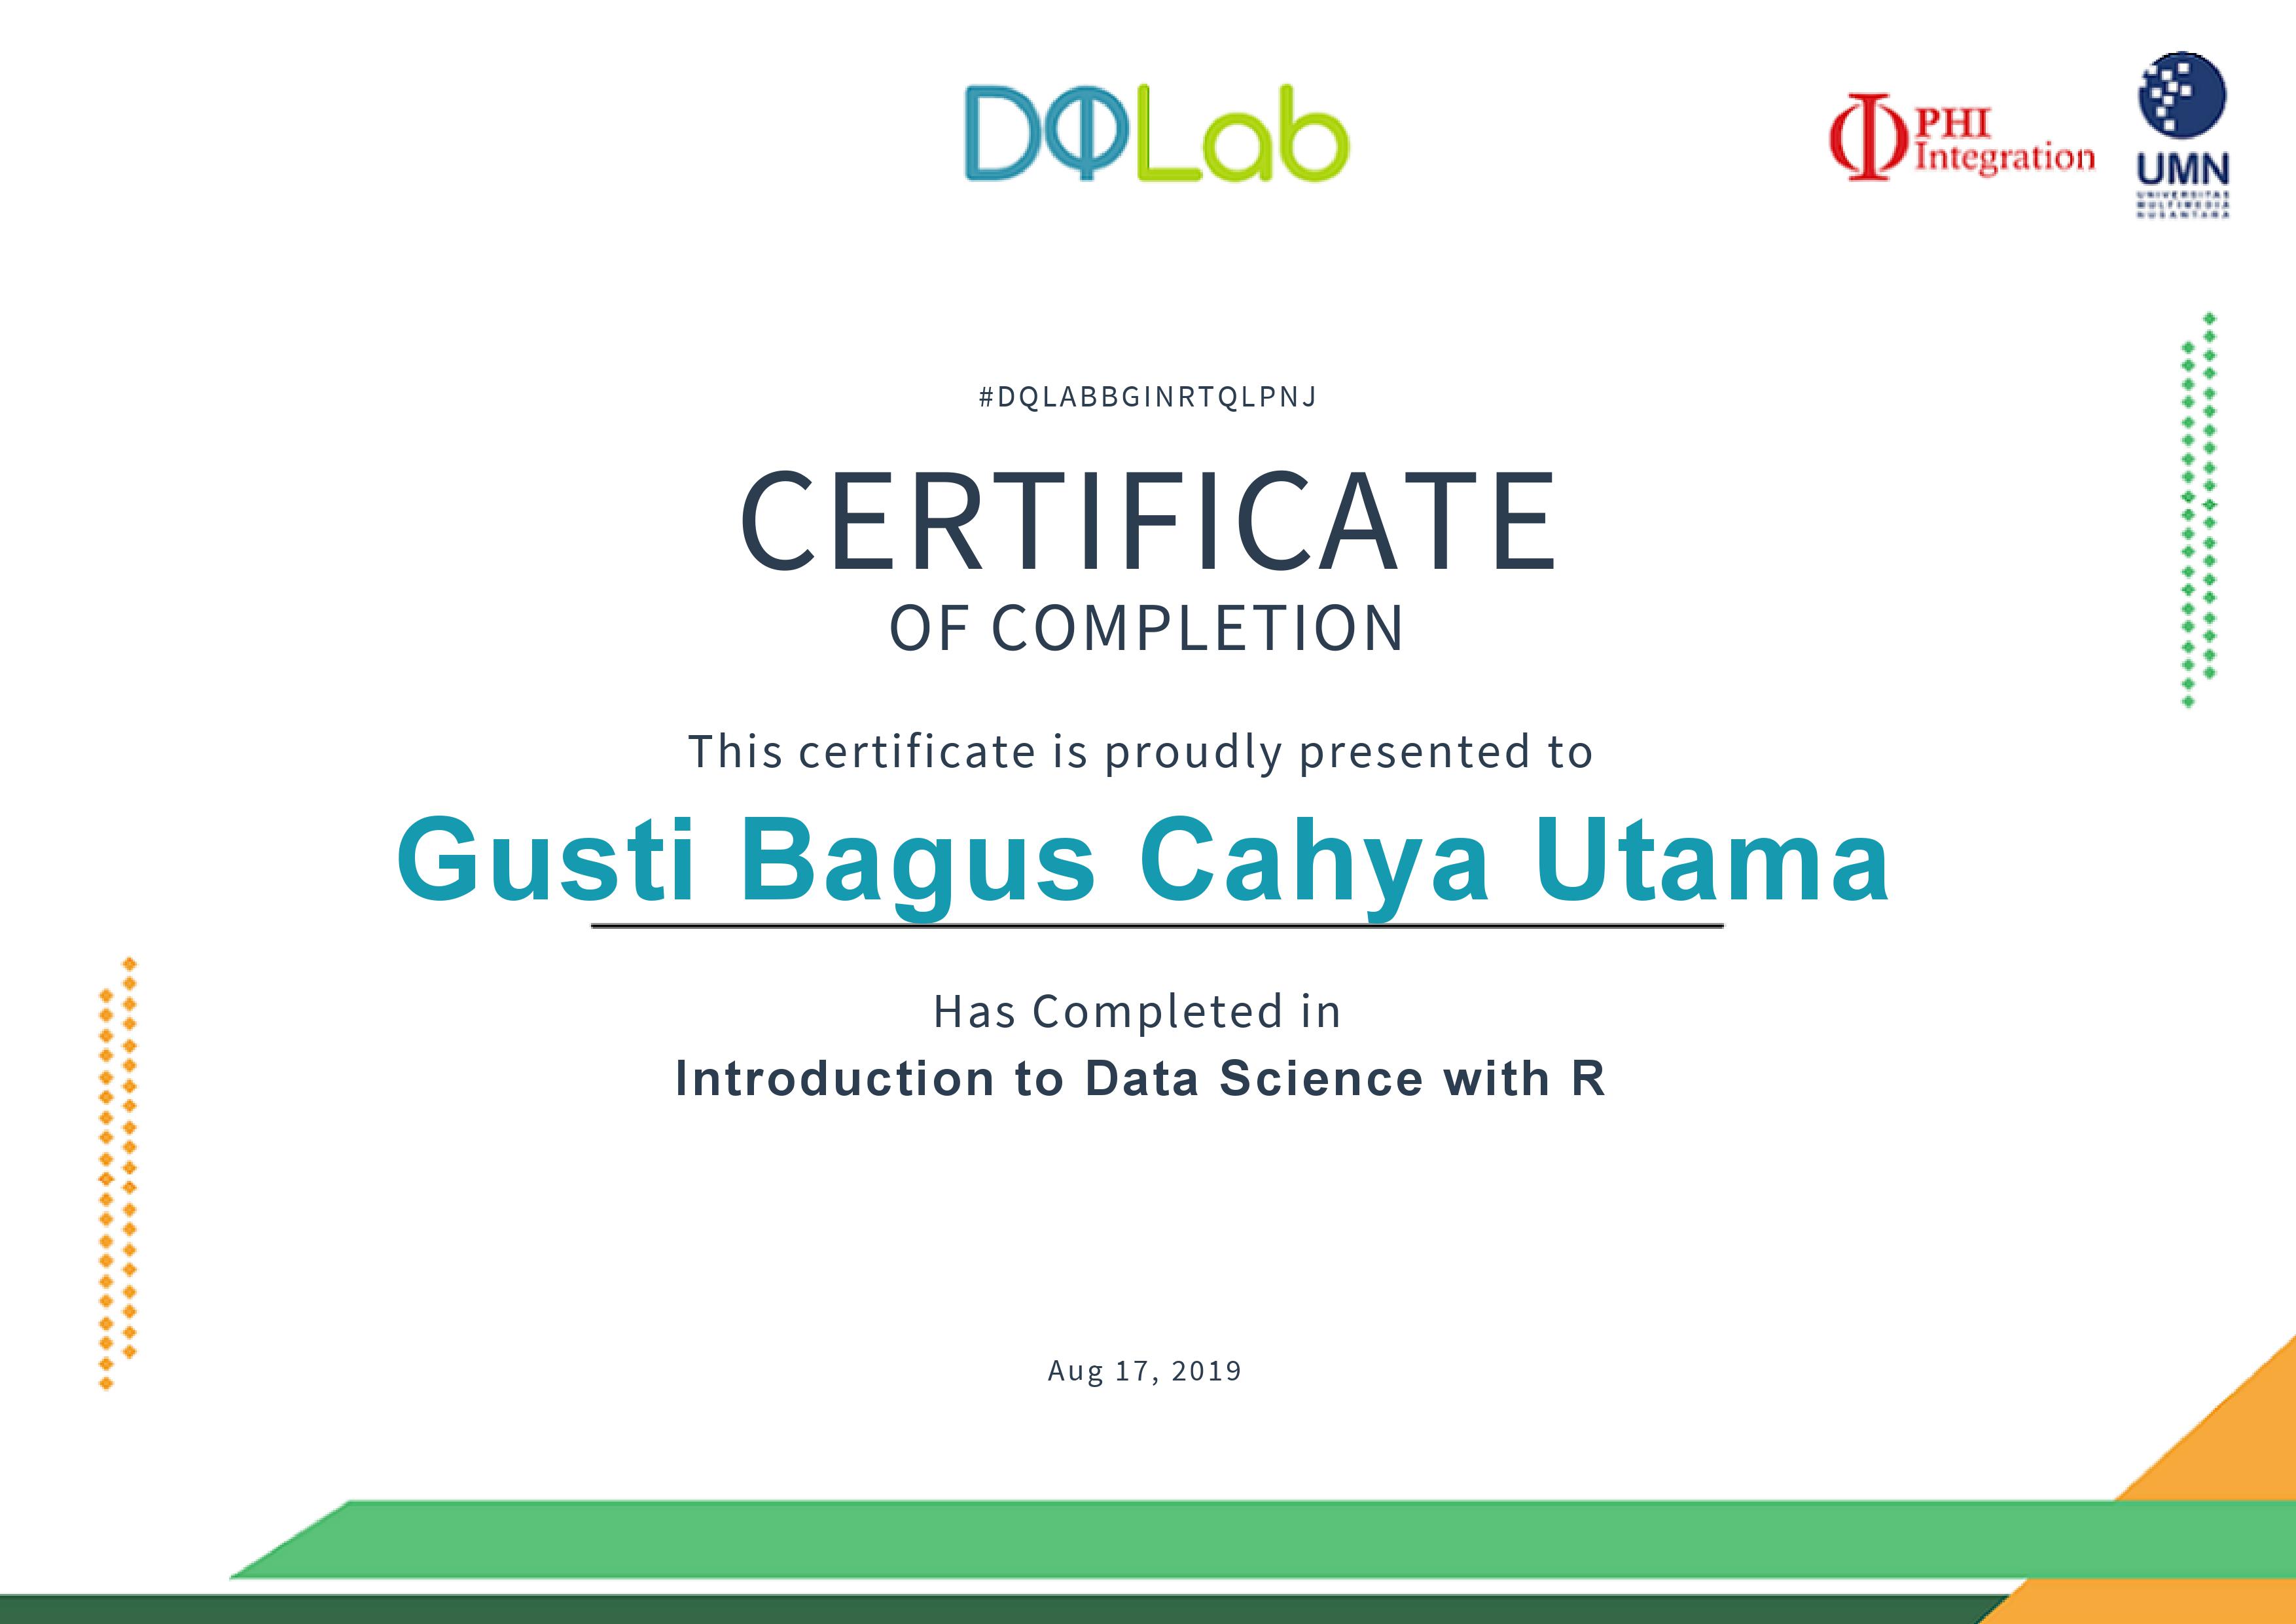 DQLab
PHI
Integration
UMN
UNIVERSITAS
MULTIMEDIA
NUSANTARA
#DQLABBGINRTQLPNJ
CERTIFICATE
OF COMPLETION
This certificate is proudly presented to
Gusti Bagus Cahya Utama
Has Completed in
Introduction to Data Science with R
Aug 17, 2019